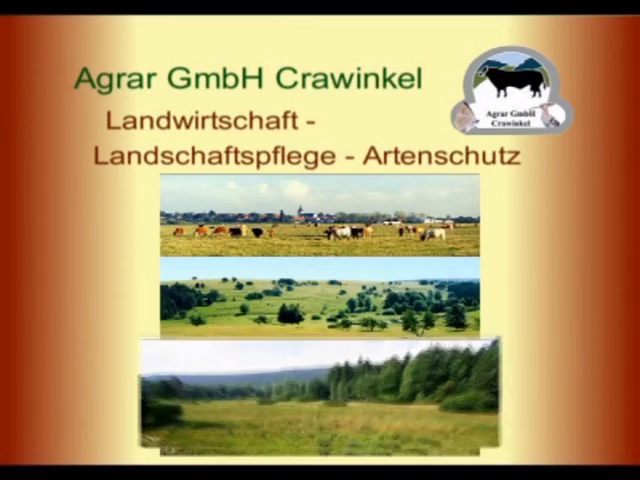 Agrar GmbH Crawinkel
Landwirtschaft -
Landschaftspflege - Artenschutz
Agrar GmbH
Crawinkel